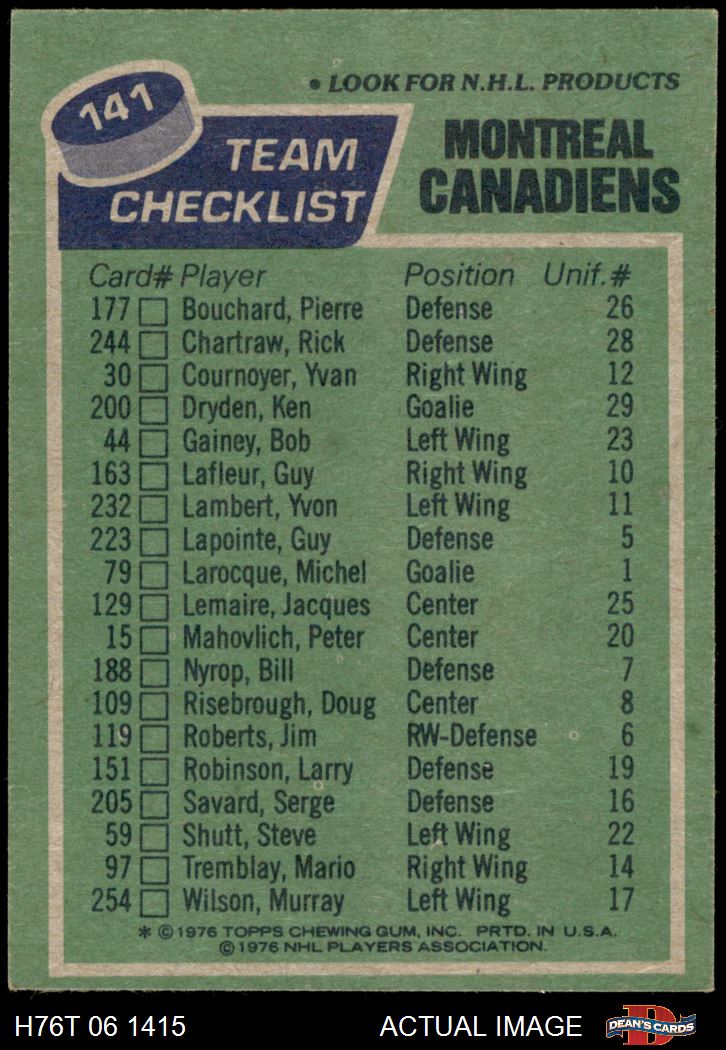 • LOOK FOR N.H.L. PRODUCTS
141
TEAM
CHECKLIST
MONTREAL
CANADIENS
Card# Player Position Unif.#
177 Bouchard, Pierre Defense 26
244 Chartraw, Rick Defense 28
30 Cournoyer, Yvan Right Wing 12
200 Dryden, Ken Goalie 29
44 Gainey, Bob Left Wing 23
163 Lafleur, Guy Right Wing 10
232 Lambert, Yvon Left Wing 11
223 Lapointe, Guy Defense 5
79 Larocque, Michel Goalie 1
129 Lemaire, Jacques Center 25
15 Mahovlich, Peter Center 20
188 Nyrop, Bill Defense 7
109 Risebrough, Doug Center 8
119 Roberts, Jim RW-Defense 6
151 Robinson, Larry Defense 19
205 Savard, Serge Defense 16
59 Shutt, Steve Left Wing 22
97 Tremblay, Mario Right Wing 14
254 Wilson, Murray Left Wing 17
* ©1976 TOPPS CHEWING GUM, INC. PRTD. IN U.S.A.
©1976 NHL PLAYERS ASSOCIATION.
H76T 06 1415 ACTUAL IMAGE
D
DEAN'S CARDS